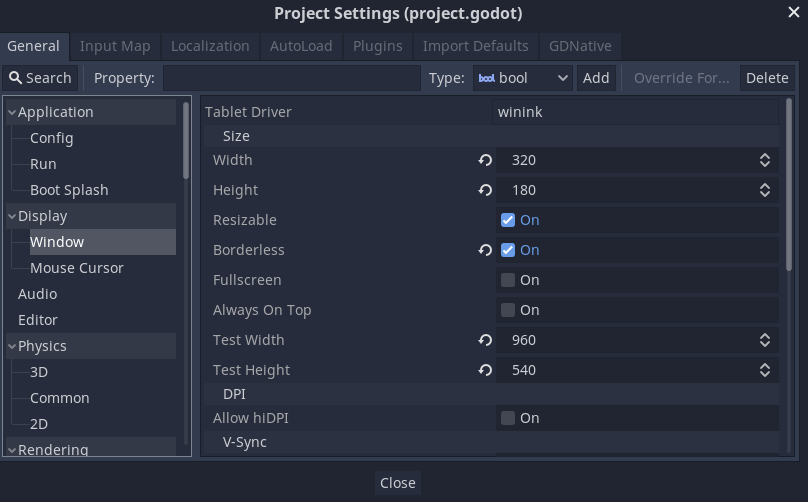 Project Settings (project.godot)
General Input Map Localization AutoLoad Plugins Import Defaults GDNative
Search Property: Type: bool bool Add Override For... Delete
Application
Config
Run
Boot Splash
Display
Window
Mouse Cursor
Audio
Editor
Physics
3D
Common
2D
Rendering
Tablet Driver winink
Size
Width 320
Height 180
Resizable On
Borderless On
Fullscreen On
Always On Top On
Test Width 960
Test Height 540
DPI
Allow hiDPI On
V-Sync
Close